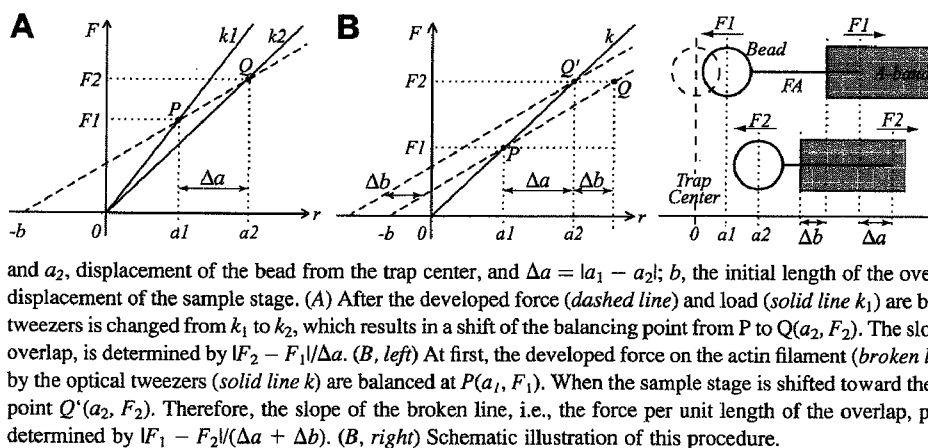 A
B
F
k1
k2
F
k
F1
F1
Q
Q'
Bead
F2
F2
Q
FA
A-band
P
F1
F1
P
F2
F2
Δa
Δb
Δa
Δb
Trap
Center
-b
0
a1
a2
r
-b
0
a1
a2
r
0
a1
a2
Δb
Δa
and a₂, displacement of the bead from the trap center, and Δa = |a₁ − a₂|; b, the initial length of the ove
displacement of the sample stage. (A) After the developed force (dashed line) and load (solid line k₁) are b
tweezers is changed from k₁ to k₂, which results in a shift of the balancing point from P to Q(a₂, F₂). The slo
overlap, is determined by |F₂ − F₁|/Δa. (B, left) At first, the developed force on the actin filament (broken l
by the optical tweezers (solid line k) are balanced at P(a₁, F₁). When the sample stage is shifted toward the
point Q‘(a₂, F₂). Therefore, the slope of the broken line, i.e., the force per unit length of the overlap, p
determined by |F₁ − F₂|/(Δa + Δb). (B, right) Schematic illustration of this procedure.